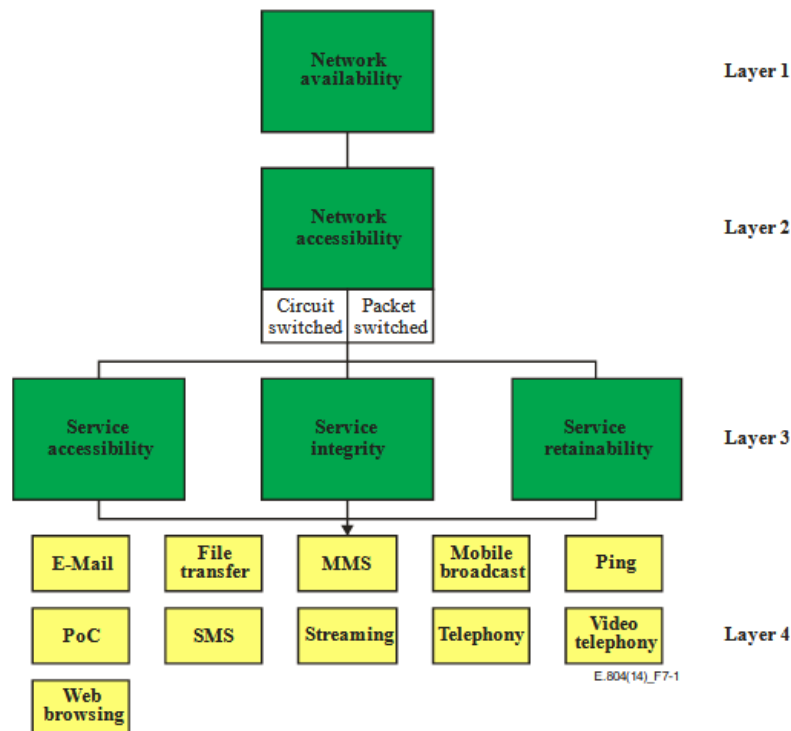 Network
availability
Layer 1
Network
accessibility
Layer 2
Circuit
switched
Packet
switched
Service
accessibility
Service
integrity
Service
retainability
Layer 3
E-Mail
File
transfer
MMS
Mobile
broadcast
Ping
PoC
SMS
Streaming
Telephony
Video
telephony
Layer 4
E.804(14)_F7-1
Web
browsing